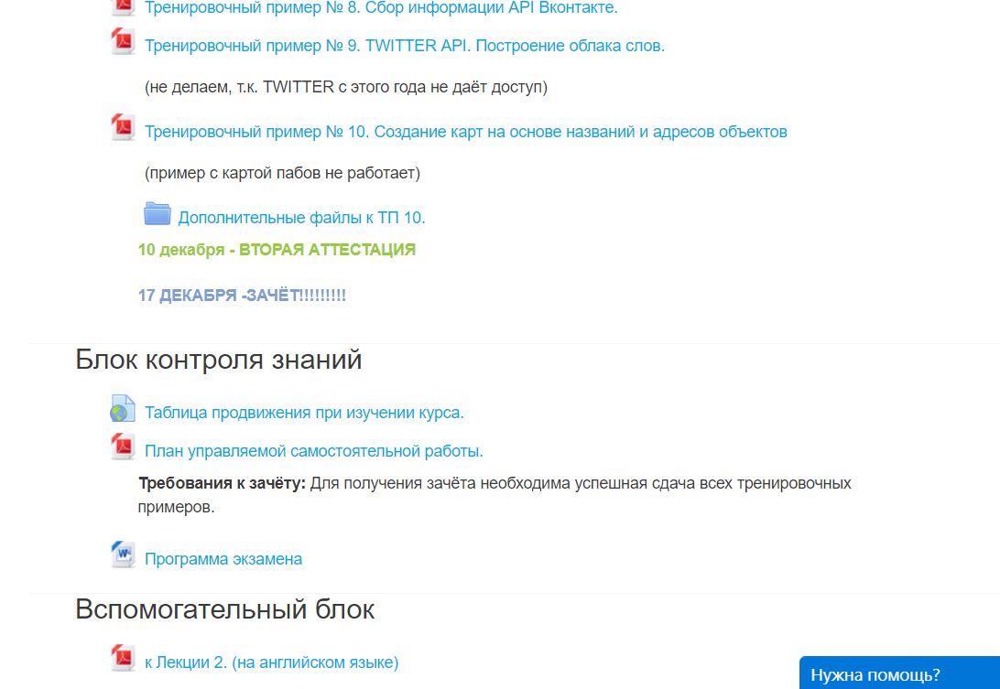 Тренировочный пример № 8. Сбор информации API Вконтакте.
Тренировочный пример № 9. TWITTER API. Построение облака слов.
(не делаем, т.к. TWITTER с этого года не даёт доступ)
Тренировочный пример № 10. Создание карт на основе названий и адресов объектов
(пример с картой пабов не работает)
Дополнительные файлы к ТП 10.
10 декабря - ВТОРАЯ АТТЕСТАЦИЯ
17 ДЕКАБРЯ -ЗАЧЁТ!!!!!!!!!
Блок контроля знаний
Таблица продвижения при изучении курса.
План управляемой самостоятельной работы.
Требования к зачёту: Для получения зачёта необходима успешная сдача всех тренировочных
примеров.
Программа экзамена
Вспомогательный блок
к Лекции 2. (на английском языке)
Нужна помощь?